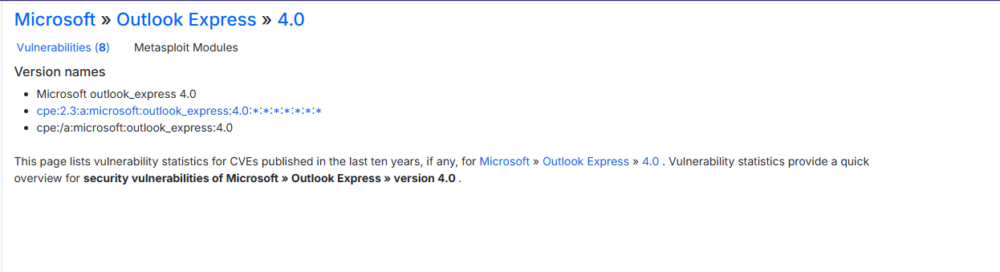 Microsoft » Outlook Express » 4.0
Vulnerabilities (8) Metasploit Modules
Version names
• Microsoft outlook_express 4.0
• cpe:2.3:a:microsoft:outlook_express:4.0:*:*:*:*:*:*:*
• cpe:/a:microsoft:outlook_express:4.0
This page lists vulnerability statistics for CVEs published in the last ten years, if any, for Microsoft » Outlook Express » 4.0 . Vulnerability statistics provide a quick
overview for security vulnerabilities of Microsoft » Outlook Express » version 4.0 .